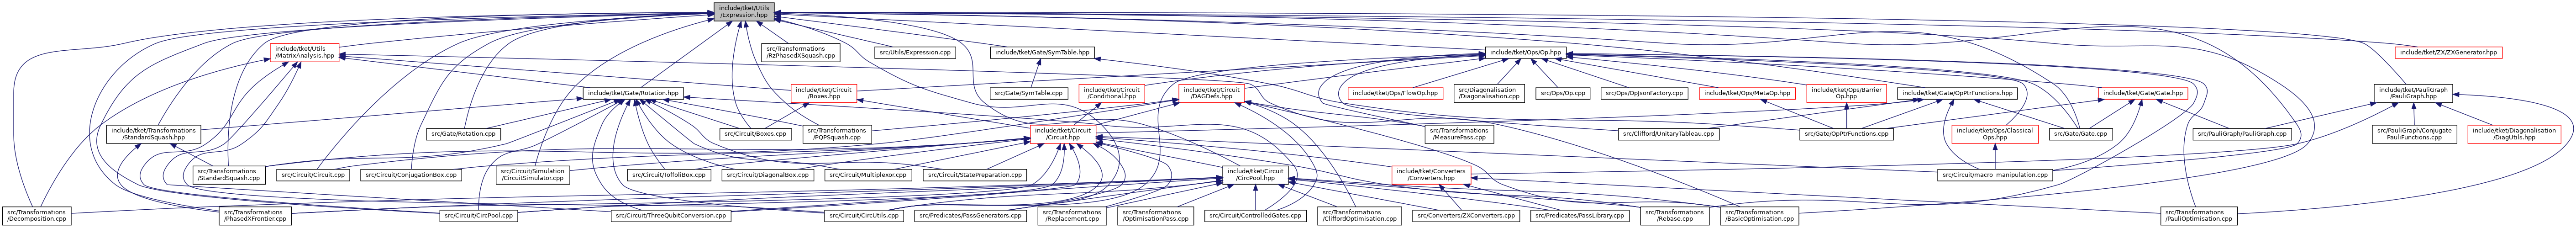 include/tket/Utils
/Expression.hpp
include/tket/Utils
/MatrixAnalysis.hpp
src/Transformations
/RzPhasedXSquash.cpp
src/Utils/Expression.cpp
include/tket/Gate/SymTable.hpp
include/tket/Ops/Op.hpp
include/tket/ZX/ZXGenerator.hpp
include/tket/Gate/Rotation.hpp
include/tket/Circuit
/Boxes.hpp
src/Gate/SymTable.cpp
include/tket/Circuit
/Conditional.hpp
include/tket/Circuit
/DAGDefs.hpp
include/tket/Ops/FlowOp.hpp
src/Diagonalisation
/Diagonalisation.cpp
src/Ops/Op.cpp
src/Ops/OpJsonFactory.cpp
include/tket/Ops/MetaOp.hpp
include/tket/Ops/Barrier
Op.hpp
include/tket/Gate/OpPtrFunctions.hpp
include/tket/Gate/Gate.hpp
include/tket/PauliGraph
/PauliGraph.hpp
include/tket/Transformations
/StandardSquash.hpp
src/Gate/Rotation.cpp
src/Circuit/Boxes.cpp
src/Transformations
/PQPSquash.cpp
include/tket/Circuit
/Circuit.hpp
src/Transformations
/MeasurePass.cpp
src/Clifford/UnitaryTableau.cpp
src/Gate/OpPtrFunctions.cpp
include/tket/Ops/Classical
Ops.hpp
src/Gate/Gate.cpp
src/PauliGraph/PauliGraph.cpp
src/PauliGraph/Conjugate
PauliFunctions.cpp
include/tket/Diagonalisation
/DiagUtils.hpp
src/Transformations
/StandardSquash.cpp
src/Circuit/Circuit.cpp
src/Circuit/ConjugationBox.cpp
src/Circuit/Simulation
/CircuitSimulator.cpp
src/Circuit/ToffoliBox.cpp
src/Circuit/DiagonalBox.cpp
src/Circuit/Multiplexor.cpp
src/Circuit/StatePreparation.cpp
include/tket/Circuit
/CircPool.hpp
include/tket/Converters
/Converters.hpp
src/Circuit/macro_manipulation.cpp
src/Transformations
/Decomposition.cpp
src/Transformations
/PhasedXFrontier.cpp
src/Circuit/CircPool.cpp
src/Circuit/ThreeQubitConversion.cpp
src/Circuit/CircUtils.cpp
src/Predicates/PassGenerators.cpp
src/Transformations
/Replacement.cpp
src/Transformations
/OptimisationPass.cpp
src/Circuit/ControlledGates.cpp
src/Transformations
/CliffordOptimisation.cpp
src/Converters/ZXConverters.cpp
src/Predicates/PassLibrary.cpp
src/Transformations
/Rebase.cpp
src/Transformations
/BasicOptimisation.cpp
src/Transformations
/PauliOptimisation.cpp